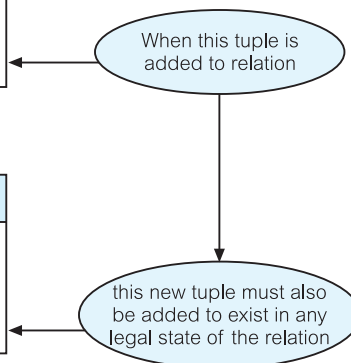 When this tuple is
added to relation
this new tuple must also
be added to exist in any
legal state of the relation